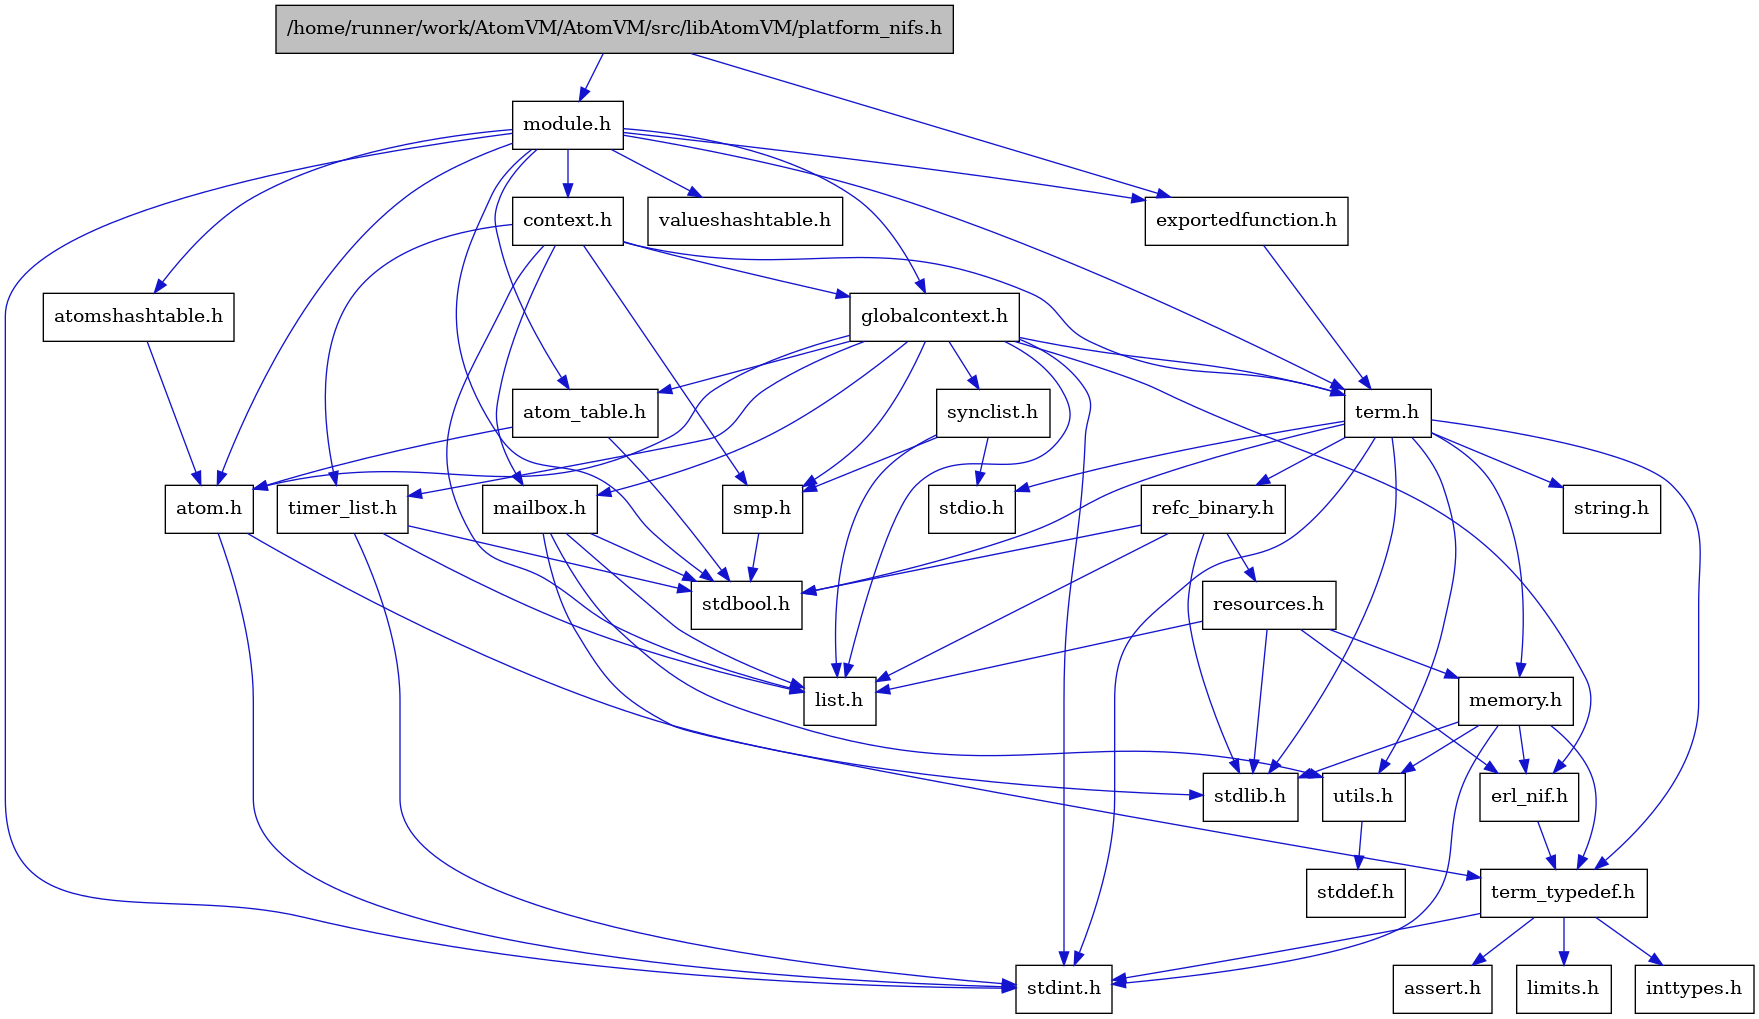 /home/runner/work/AtomVM/AtomVM/src/libAtomVM/platform_nifs.h
module.h
context.h
valueshashtable.h
exportedfunction.h
atomshashtable.h
globalcontext.h
atom_table.h
synclist.h
term.h
atom.h
timer_list.h
mailbox.h
smp.h
stdio.h
refc_binary.h
string.h
stdbool.h
resources.h
list.h
memory.h
stdlib.h
utils.h
erl_nif.h
stddef.h
term_typedef.h
stdint.h
assert.h
limits.h
inttypes.h